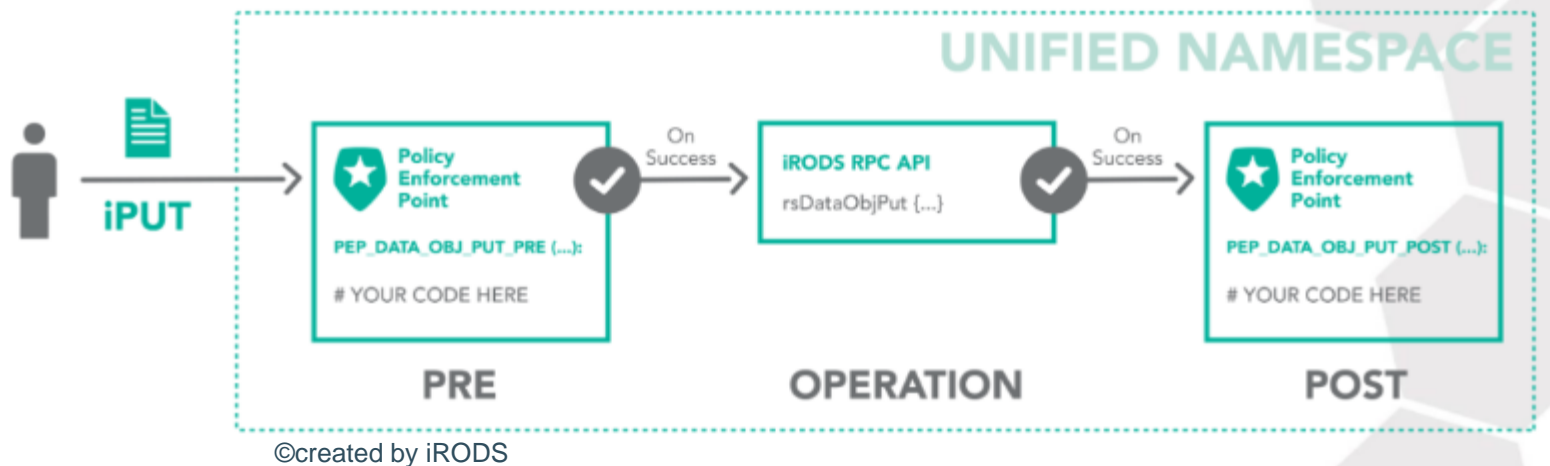 UNIFIED NAMESPACE
iPUT
Policy
Enforcement
Point
PEP_DATA_OBJ_PUT_PRE (...):
# YOUR CODE HERE
PRE
On
Success
iRODS RPC API
rsDataObjPut {...}
OPERATION
On
Success
Policy
Enforcement
Point
PEP_DATA_OBJ_PUT_POST (...):
# YOUR CODE HERE
POST
©created by iRODS